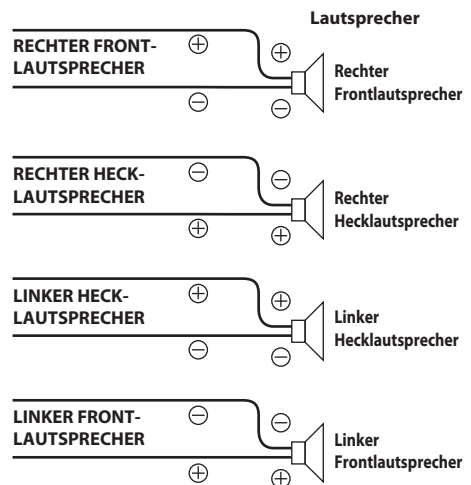 Lautsprecher
RECHTER FRONT-
LAUTSPRECHER
⊕ ⊕
⊖ ⊖
Rechter
Frontlautsprecher
RECHTER HECK-
LAUTSPRECHER
⊖ ⊖
⊕ ⊕
Rechter
Hecklautsprecher
LINKER HECK-
LAUTSPRECHER
⊕ ⊕
⊖ ⊖
Linker
Hecklautsprecher
LINKER FRONT-
LAUTSPRECHER
⊖ ⊖
⊕ ⊕
Linker
Frontlautsprecher